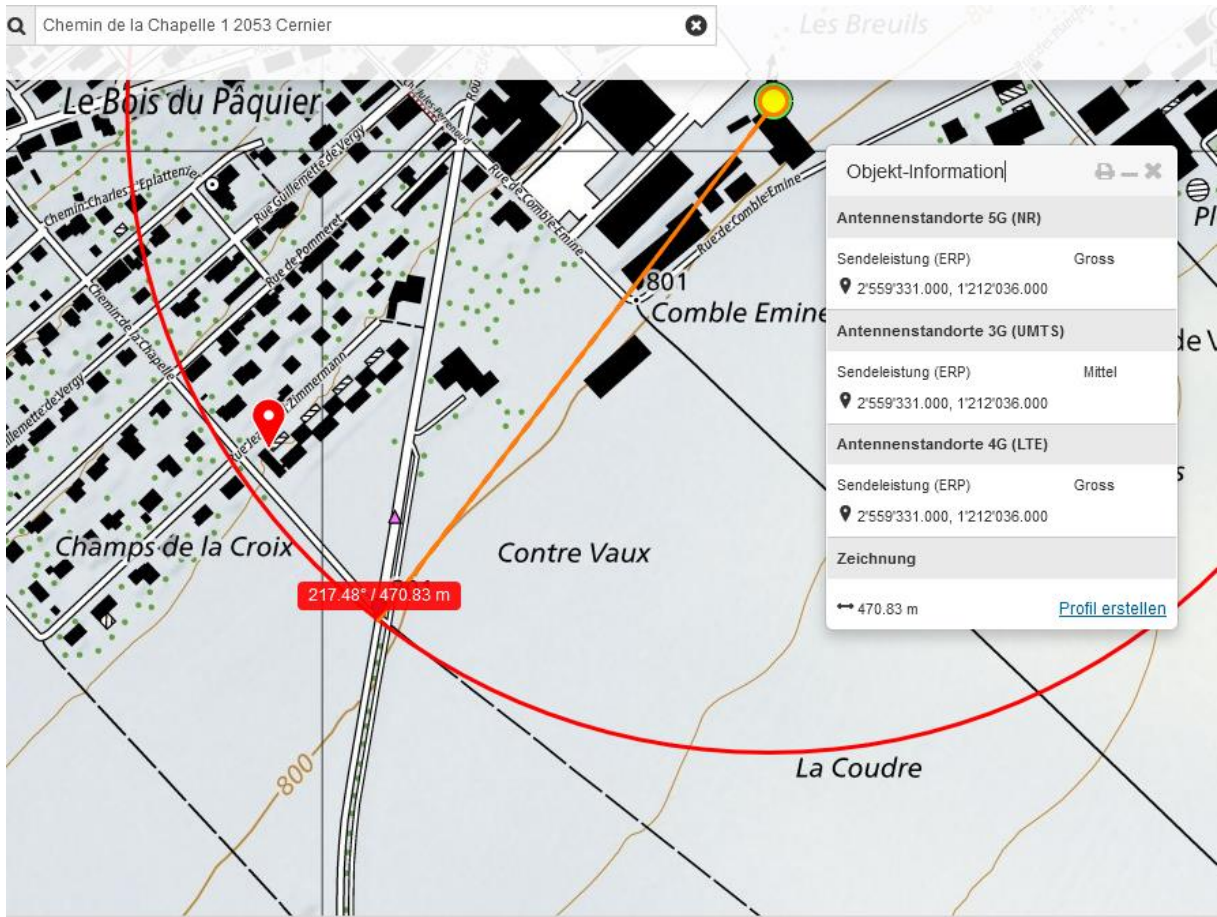 Chemin de la Chapelle 1 2053 Cernier
Les Breuils
Le Bois du Pâquier
Ch. Jules-Perrenoud
Rue Guillemette-de-Vergy
Chemin-Charles-L'Eplattenier
Rue de Comble-Emine
Rue-de-Comble-Emine
Rue de Pommeret
801
Comble Emine
Chemin de la Chapelle
Zimmermann
Champs de la Croix
Contre Vaux
217.48° / 470.83 m
800
La Coudre
Objekt-Information
Antennenstandorte 5G (NR)
Sendeleistung (ERP) Gross
2'559'331.000, 1'212'036.000
Antennenstandorte 3G (UMTS)
Sendeleistung (ERP) Mittel
2'559'331.000, 1'212'036.000
Antennenstandorte 4G (LTE)
Sendeleistung (ERP) Gross
2'559'331.000, 1'212'036.000
Zeichnung
470.83 m Profil erstellen